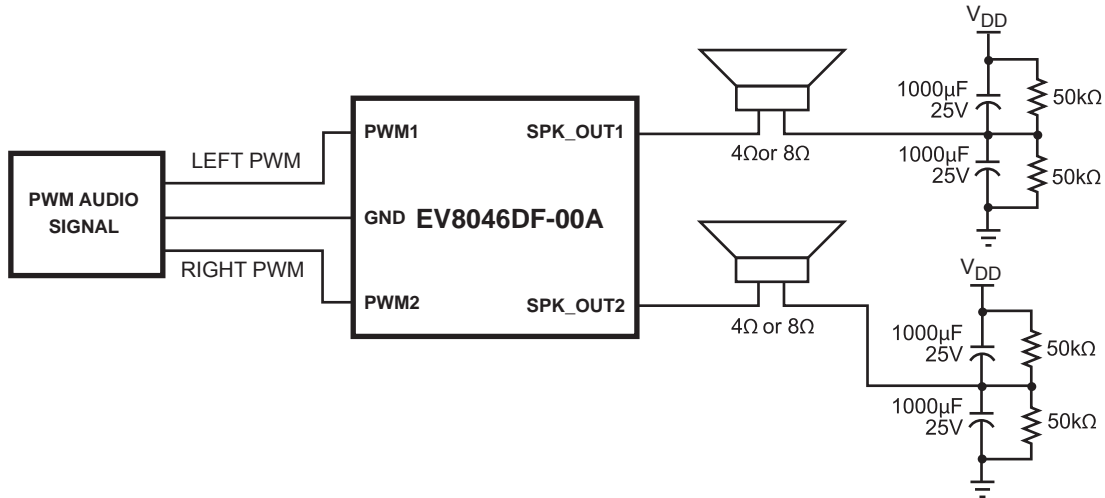 PWM AUDIO
SIGNAL
LEFT PWM
RIGHT PWM
PWM1
GND
PWM2
EV8046DF-00A
SPK_OUT1
SPK_OUT2
4Ωor 8Ω
VDD
1000µF
25V
50kΩ
1000µF
25V
50kΩ
4Ω or 8Ω
VDD
1000µF
25V
50kΩ
1000µF
25V
50kΩ